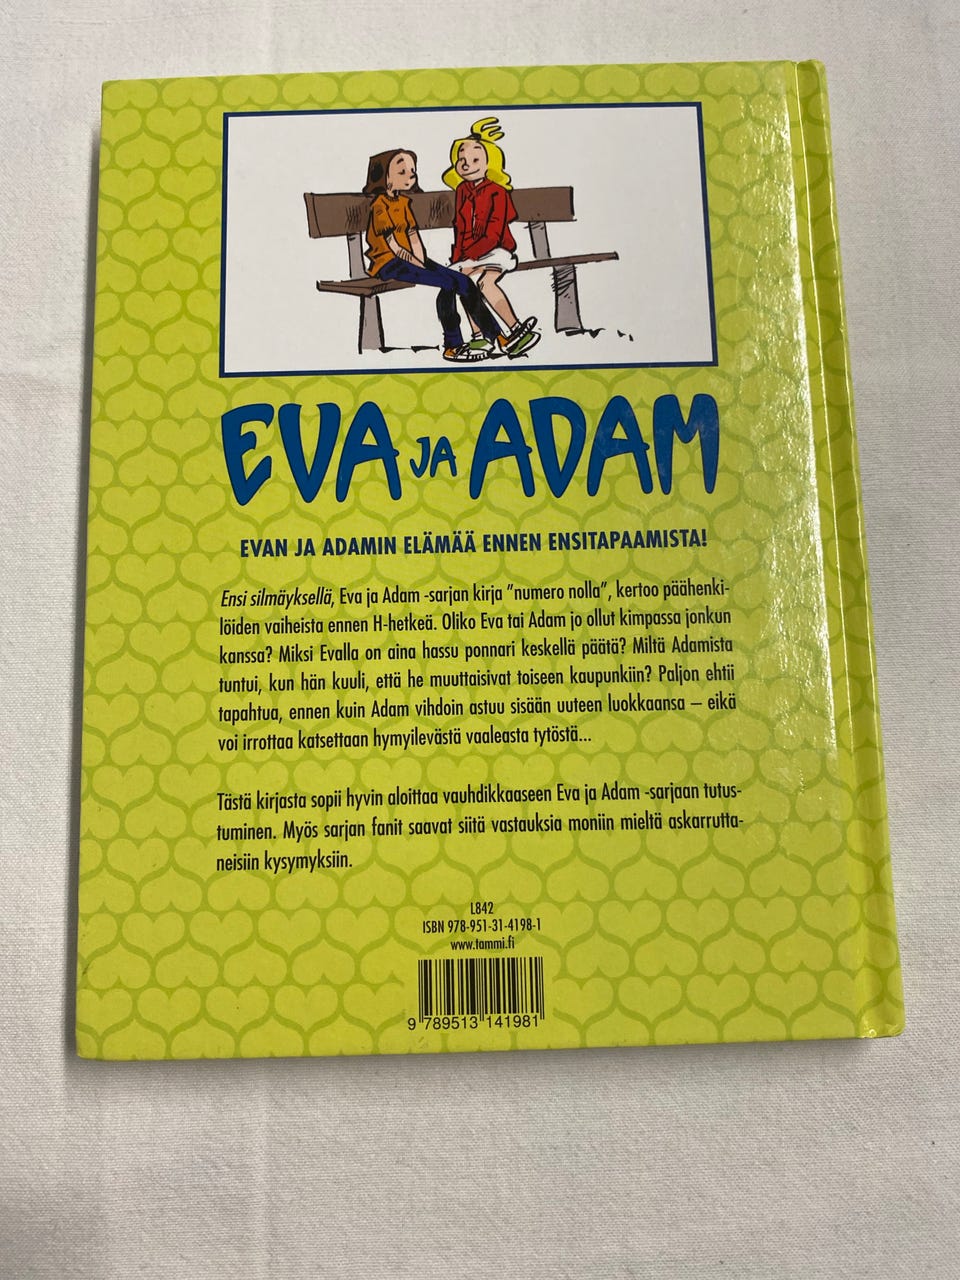 EVA JA ADAM
EVAN JA ADAMIN ELÄMÄÄ ENNEN ENSITAPAAMISTA!
Ensi silmäyksellä, Eva ja Adam -sarjan kirja ”numero nolla”, kertoo päähenki-
löiden vaiheista ennen H-hetkeä. Oliko Eva tai Adam jo ollut kimpassa jonkun
kanssa? Miksi Evalla on aina hassu ponnari keskellä päätä? Miltä Adamista
tuntui, kun hän kuuli, että he muuttaisivat toiseen kaupunkiin? Paljon ehtii
tapahtua, ennen kuin Adam vihdoin astuu sisään uuteen luokkaansa – eikä
voi irrottaa katsettaan hymyilevästä vaaleasta tytöstä...
Tästä kirjasta sopii hyvin aloittaa vauhdikkaaseen Eva ja Adam -sarjaan tutus-
tuminen. Myös sarjan fanit saavat siitä vastauksia moniin mieltä askarrutta-
neisiin kysymyksiin.
L842
ISBN 978-951-31-4198-1
www.tammi.fi
9 789513 141981